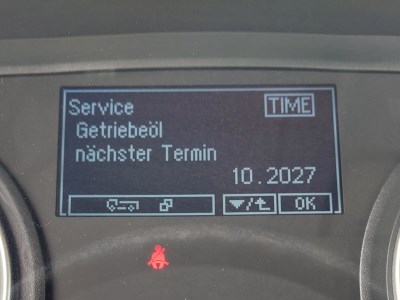 Service TIME
Getriebeöl
nächster Termin
10.2027
OK